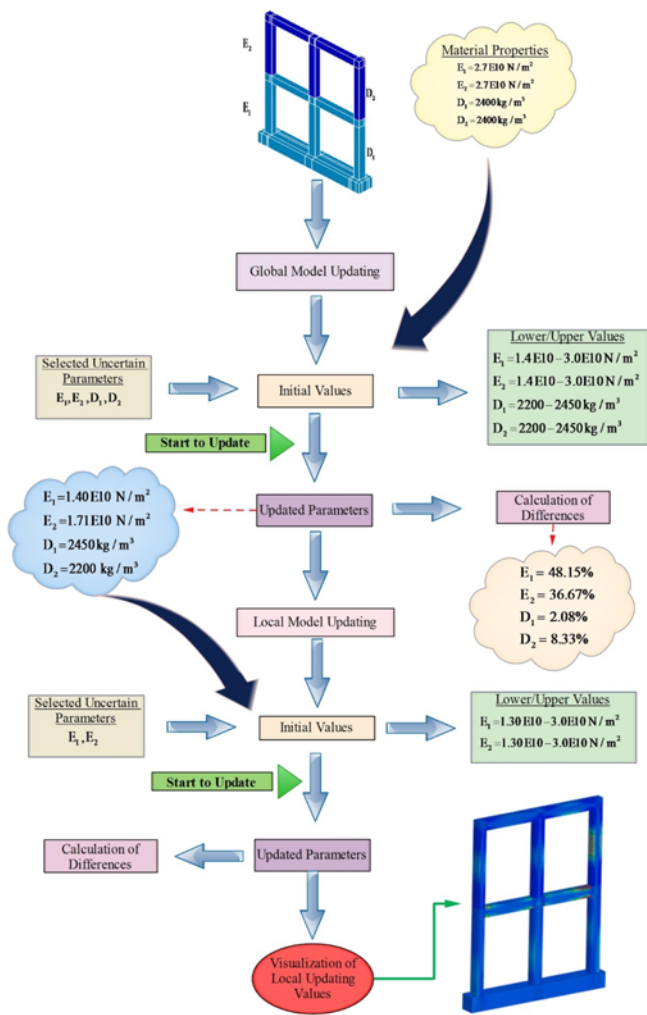 E₂
D₂
E₁
D₁
Material Properties
E₁ = 2.7E10 N / m²
E₂ = 2.7E10 N / m²
D₁ = 2400 kg / m³
D₂ = 2400 kg / m³
Global Model Updating
Selected Uncertain
Parameters
E₁, E₂, D₁, D₂
Initial Values
Lower/Upper Values
E₁ = 1.4E10 – 3.0E10 N / m²
E₂ = 1.4E10 – 3.0E10 N / m²
D₁ = 2200 – 2450 kg / m³
D₂ = 2200 – 2450 kg / m³
Start to Update
E₁ = 1.40E10 N / m²
E₂ = 1.71E10 N / m²
D₁ = 2450 kg / m³
D₂ = 2200 kg / m³
Updated Parameters
Calculation of
Differences
E₁ = 48.15%
E₂ = 36.67%
D₁ = 2.08%
D₂ = 8.33%
Local Model Updating
Selected Uncertain
Parameters
E₁, E₂
Initial Values
Lower/Upper Values
E₁ = 1.30E10 – 3.0E10 N / m²
E₂ = 1.30E10 – 3.0E10 N / m²
Start to Update
Calculation of
Differences
Updated Parameters
Visualization of
Local Updating
Values